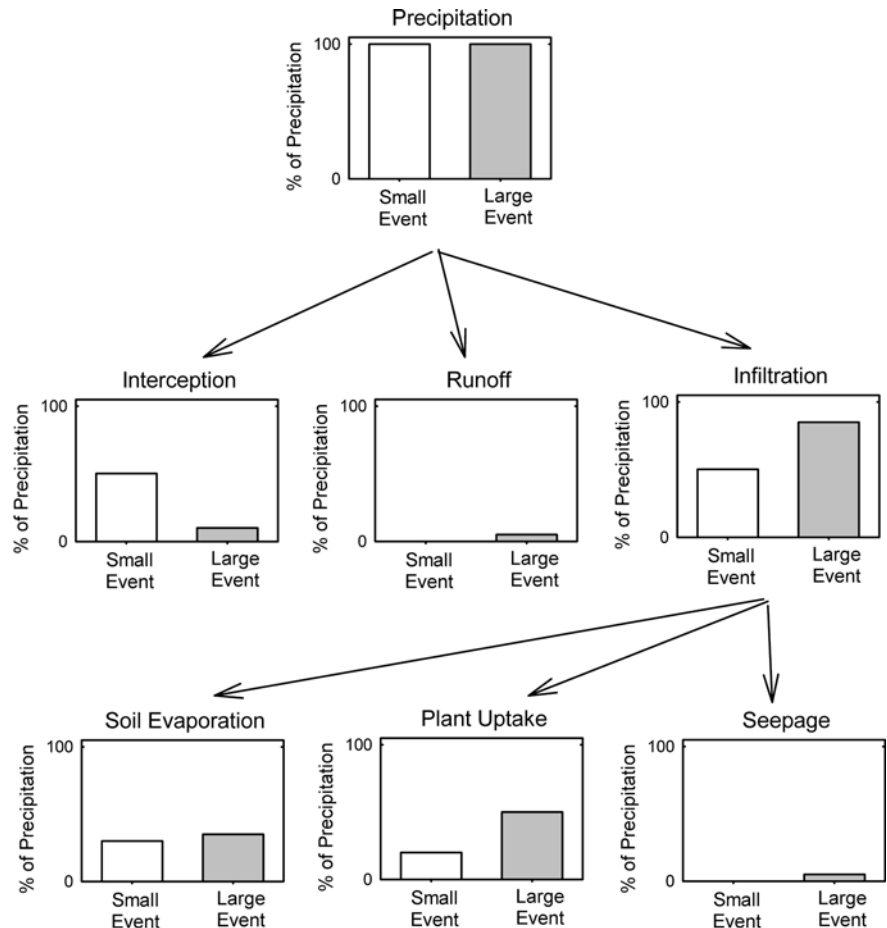 Precipitation
% of Precipitation
100
0
Small
Event
Large
Event
Interception
% of Precipitation
100
0
Small
Event
Large
Event
Runoff
% of Precipitation
100
0
Small
Event
Large
Event
Infiltration
% of Precipitation
100
0
Small
Event
Large
Event
Soil Evaporation
% of Precipitation
100
0
Small
Event
Large
Event
Plant Uptake
% of Precipitation
100
0
Small
Event
Large
Event
Seepage
% of Precipitation
100
0
Small
Event
Large
Event